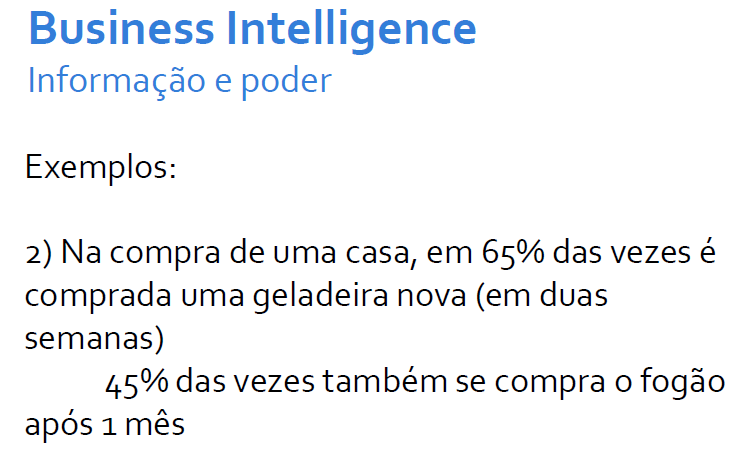 Business Intelligence
Informação e poder
Exemplos:
2) Na compra de uma casa, em 65% das vezes é
comprada uma geladeira nova (em duas
semanas)
45% das vezes também se compra o fogão
após 1 mês